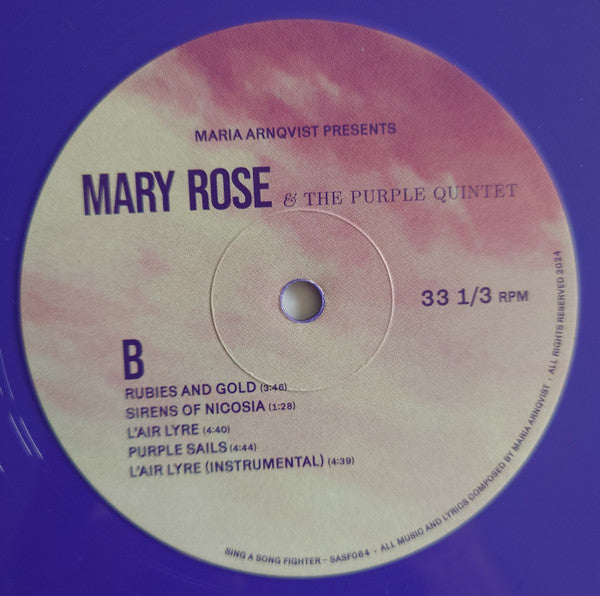 MARIA ARNQVIST PRESENTS
MARY ROSE & THE PURPLE QUINTET
33 1/3 RPM
B
RUBIES AND GOLD (3:46)
SIRENS OF NICOSIA (1:28)
L'AIR LYRE (4:40)
PURPLE SAILS (4:44)
L'AIR LYRE (INSTRUMENTAL) (4:39)
SING A SONG FIGHTER – SASF084 · ALL MUSIC AND LYRICS COMPOSED BY MARIA ARNQVIST · ALL RIGHTS RESERVED 2024